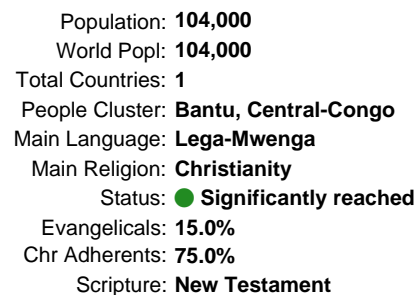 Population: 104,000
World Popl: 104,000
Total Countries: 1
People Cluster: Bantu, Central-Congo
Main Language: Lega-Mwenga
Main Religion: Christianity
Status: Significantly reached
Evangelicals: 15.0%
Chr Adherents: 75.0%
Scripture: New Testament